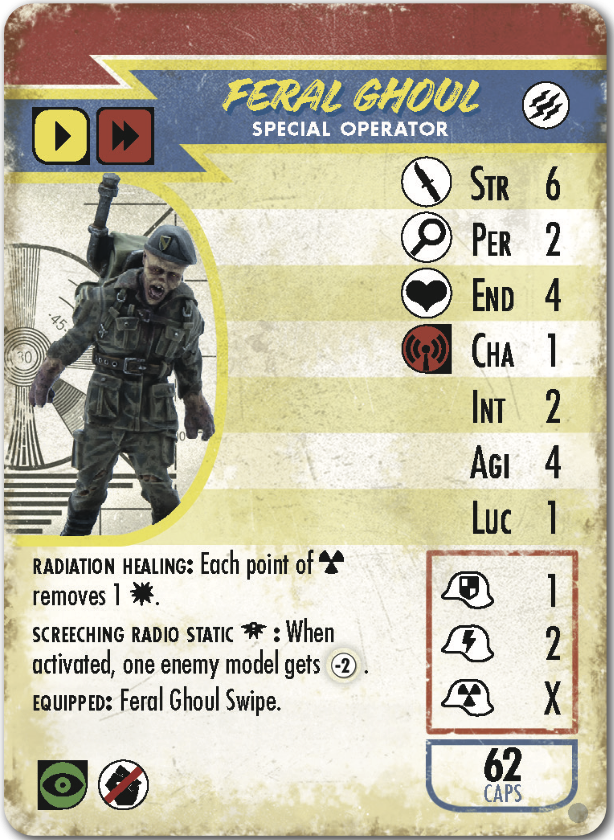 FERAL GHOUL
SPECIAL OPERATOR
STR 6
PER 2
END 4
CHA 1
INT 2
AGI 4
LUC 1
.45
30
RADIATION HEALING: Each point of
removes 1 .
SCREECHING RADIO STATIC : When
activated, one enemy model gets -2 .
EQUIPPED: Feral Ghoul Swipe.
1
2
X
62
CAPS